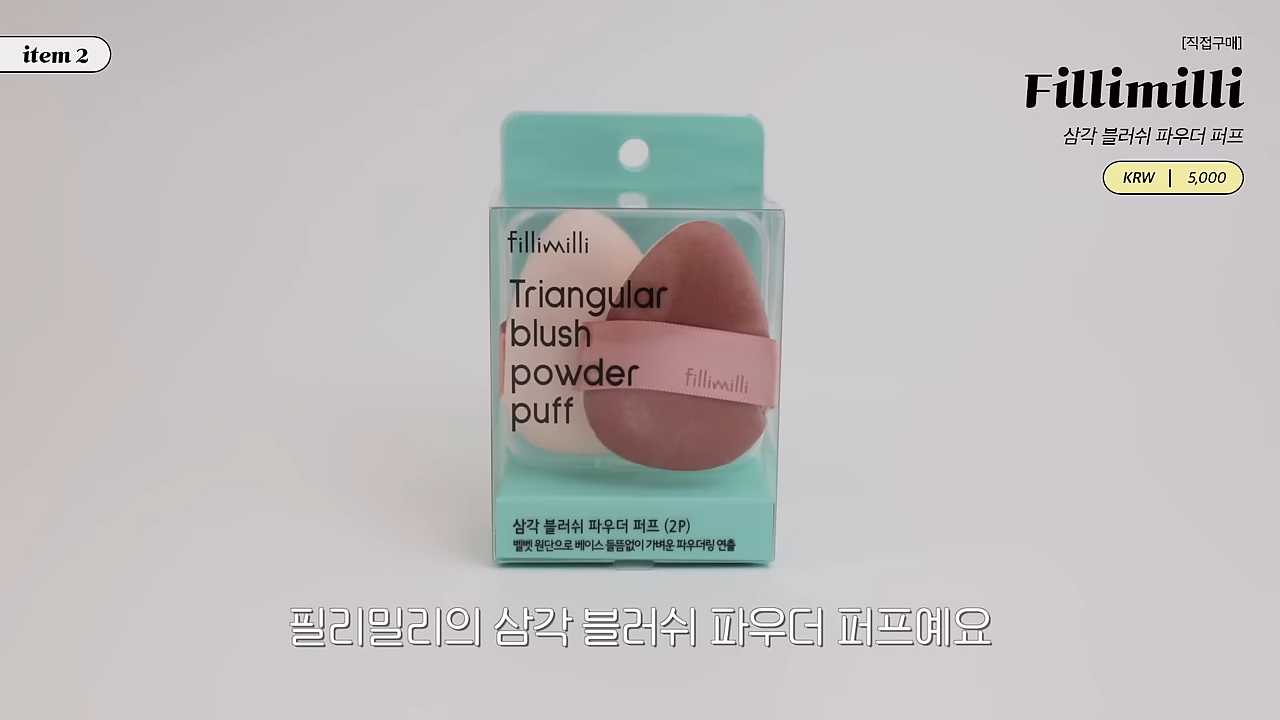 item 2
[직접구매]
Fillimilli
삼각 블러쉬 파우더 퍼프
KRW | 5,000
fillimilli
Triangular
blush
powder
puff
fillimilli
삼각 블러쉬 파우더 퍼프 (2P)
벨벳 원단으로 베이스 들뜸없이 가벼운 파우더링 연출
필리밀리의 삼각 블러쉬 파우더 퍼프예요